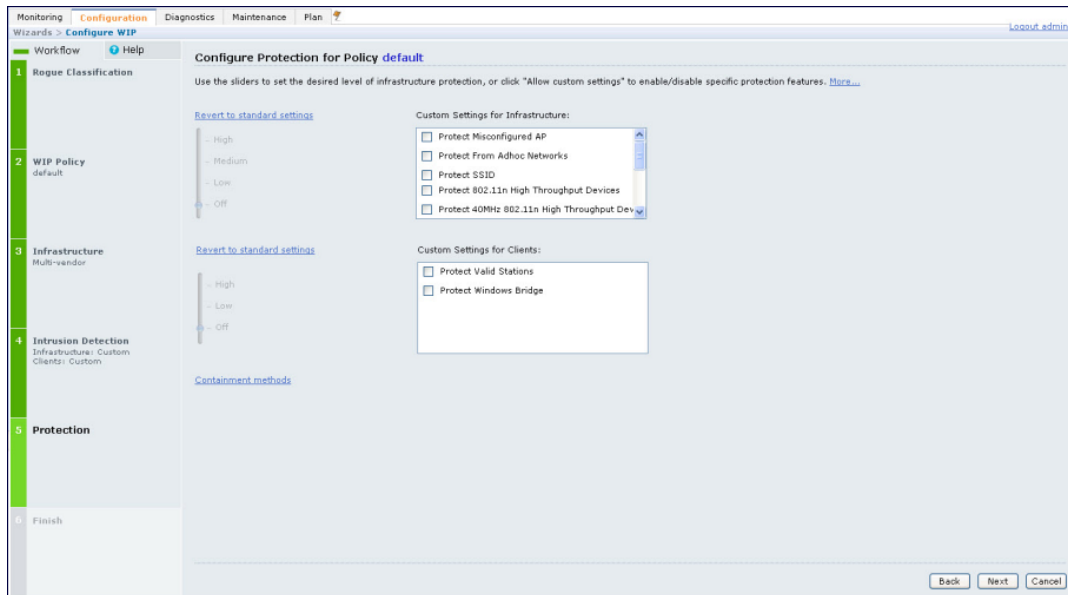 Monitoring Configuration Diagnostics Maintenance Plan
Wizards > Configure WIP
Logout admin
Workflow Help
1 Rogue Classification
2 WIP Policy
default
3 Infrastructure
Multi-vendor
4 Intrusion Detection
Infrastructure: Custom
Clients: Custom
5 Protection
6 Finish
Configure Protection for Policy default
Use the sliders to set the desired level of infrastructure protection, or click "Allow custom settings" to enable/disable specific protection features. More...
Revert to standard settings
- High
- Medium
- Low
- Off
Custom Settings for Infrastructure:
Protect Misconfigured AP
Protect From Adhoc Networks
Protect SSID
Protect 802.11n High Throughput Devices
Protect 40MHz 802.11n High Throughput Dev
Revert to standard settings
- High
- Low
- Off
Custom Settings for Clients:
Protect Valid Stations
Protect Windows Bridge
Containment methods
Back Next Cancel